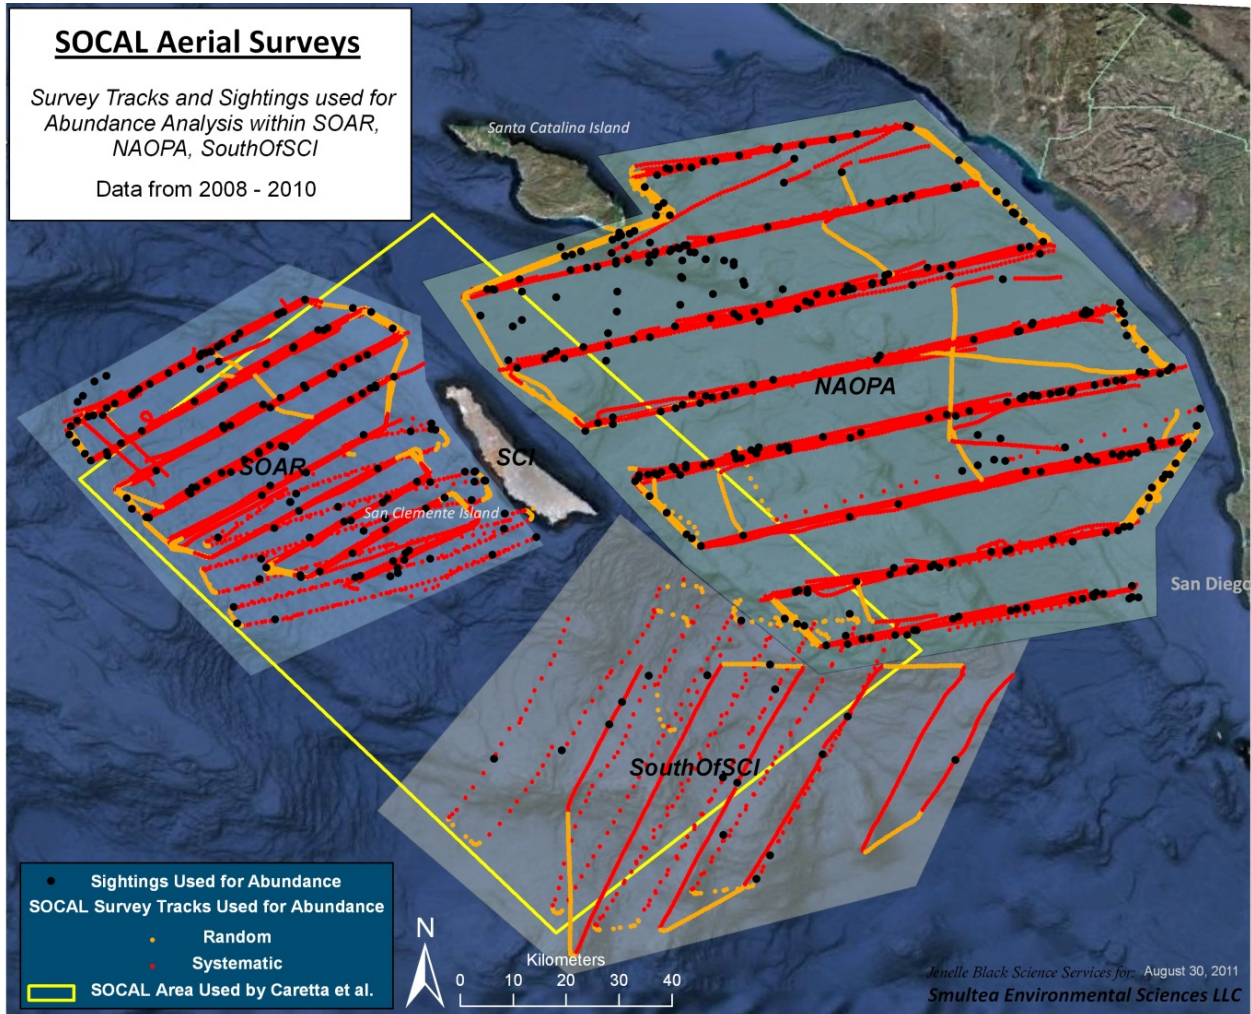 SOCAL Aerial Surveys
Survey Tracks and Sightings used for
Abundance Analysis within SOAR,
NAOPA, SouthOfSCI
Data from 2008 - 2010
Santa Catalina Island
NAOPA
SCI
SOAR
San Clemente Island
San Diego
SouthOfSCI
Sightings Used for Abundance
SOCAL Survey Tracks Used for Abundance
Random
Systematic
SOCAL Area Used by Caretta et al.
N
Kilometers
0 10 20 30 40
Jenelle Black Science Services for: August 30, 2011
Smultea Environmental Sciences LLC